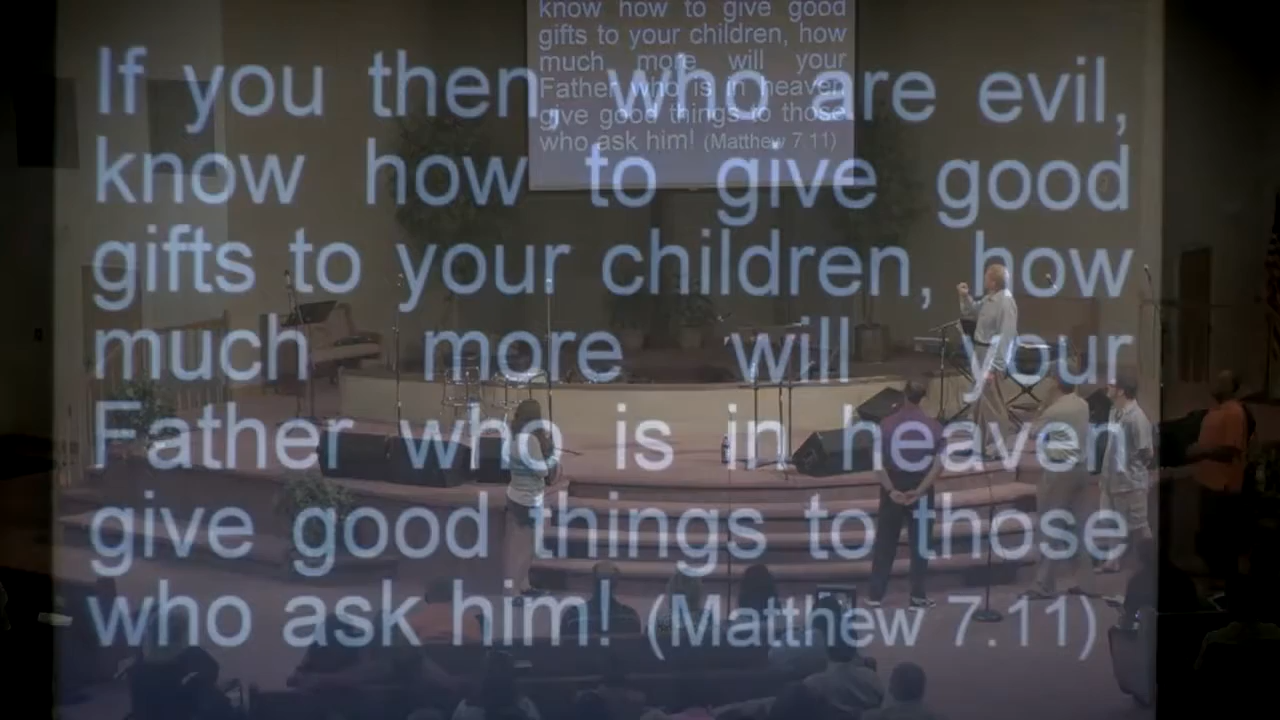 know how to give good
gifts to your children, how
much more will your
Father who is in heaven
give good things to those
who ask him! (Matthew 7.11)
If you then, who are evil,
know how to give good
gifts to your children, how
much more will your
Father who is in heaven
give good things to those
who ask him! (Matthew 7.11)